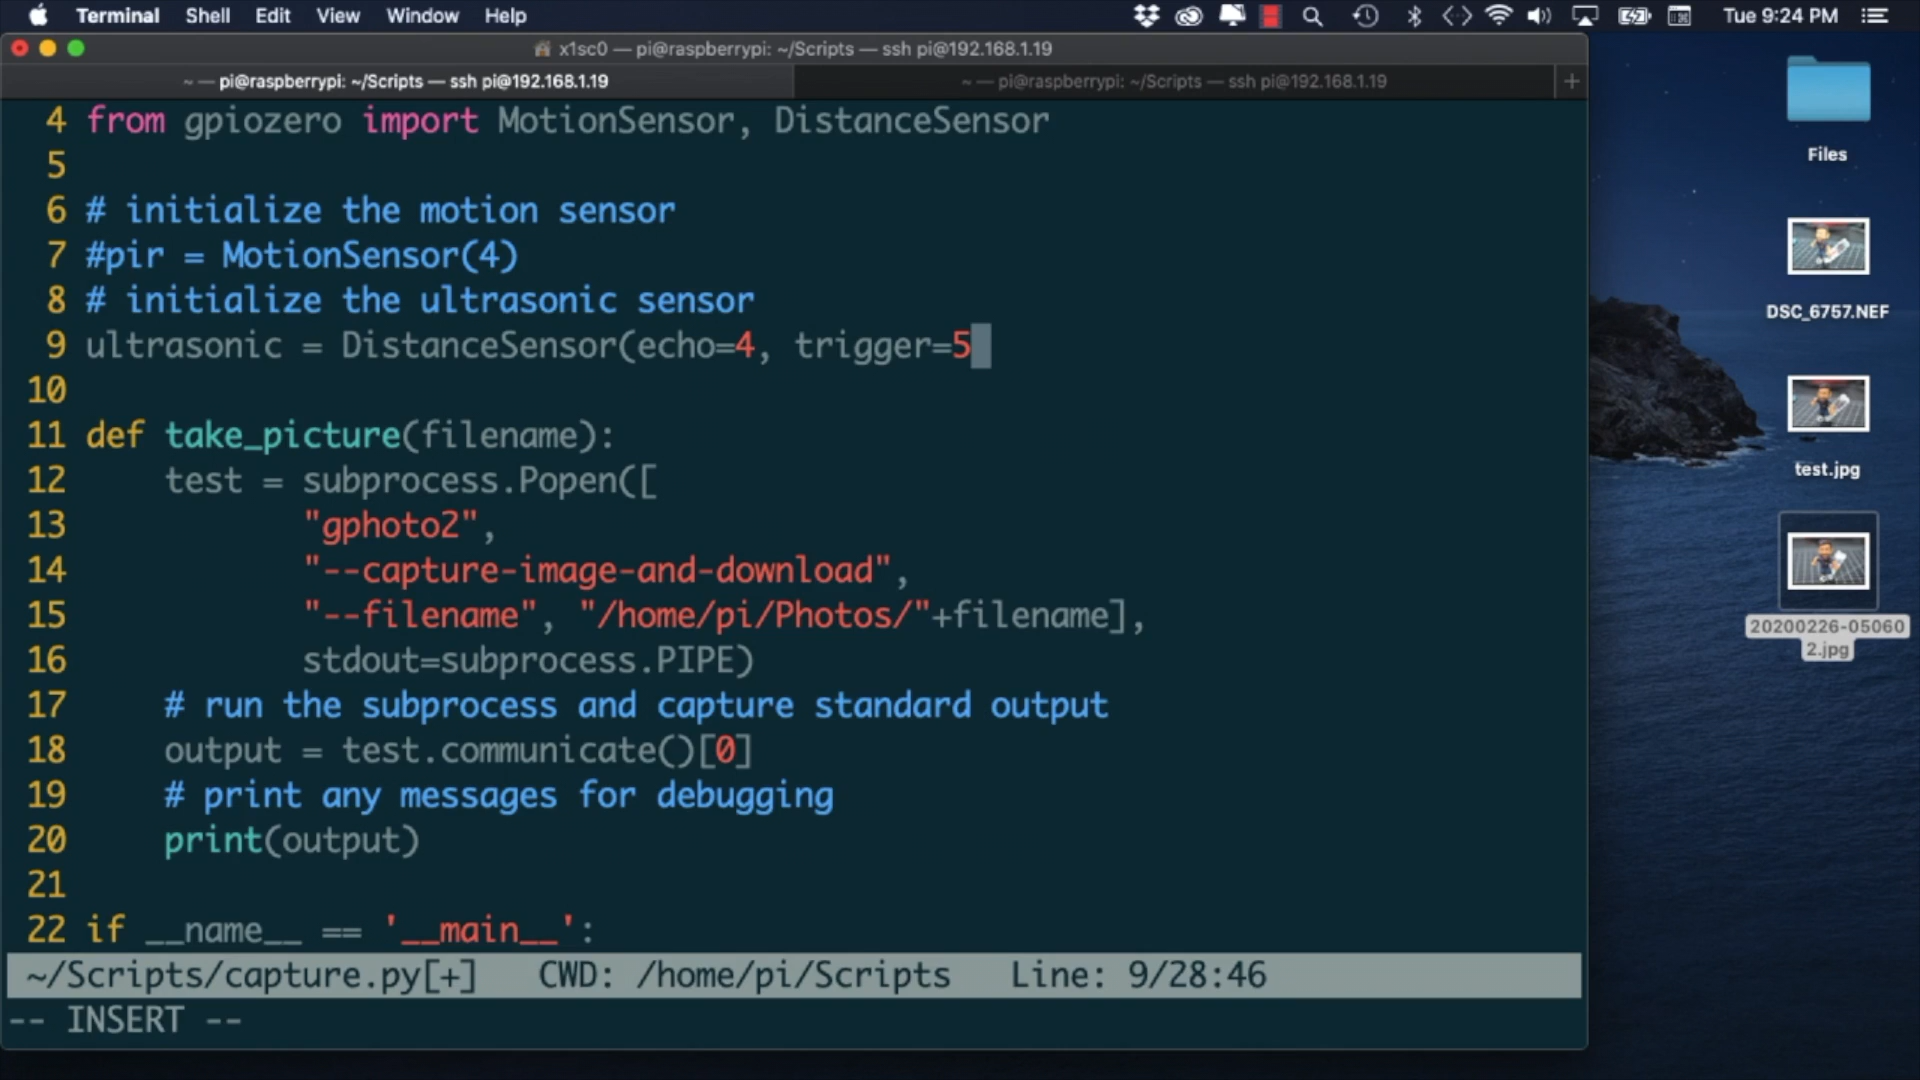 Terminal Shell Edit View Window Help Tue 9:24 PM
x1sc0 — pi@raspberrypi: ~/Scripts — ssh pi@192.168.1.19
~ — pi@raspberrypi: ~/Scripts — ssh pi@192.168.1.19
~ — pi@raspberrypi: ~/Scripts — ssh pi@192.168.1.19 +
4 from gpiozero import MotionSensor, DistanceSensor
5
6 # initialize the motion sensor
7 #pir = MotionSensor(4)
8 # initialize the ultrasonic sensor
9 ultrasonic = DistanceSensor(echo=4, trigger=5
10
11 def take_picture(filename):
12     test = subprocess.Popen([
13            "gphoto2",
14            "--capture-image-and-download",
15            "--filename", "/home/pi/Photos/"+filename],
16            stdout=subprocess.PIPE)
17     # run the subprocess and capture standard output
18     output = test.communicate()[0]
19     # print any messages for debugging
20     print(output)
21
22 if __name__ == '__main__':
~/Scripts/capture.py[+]   CWD: /home/pi/Scripts   Line: 9/28:46
-- INSERT --
Files
DSC_6757.NEF
test.jpg
20200226-05060
2.jpg